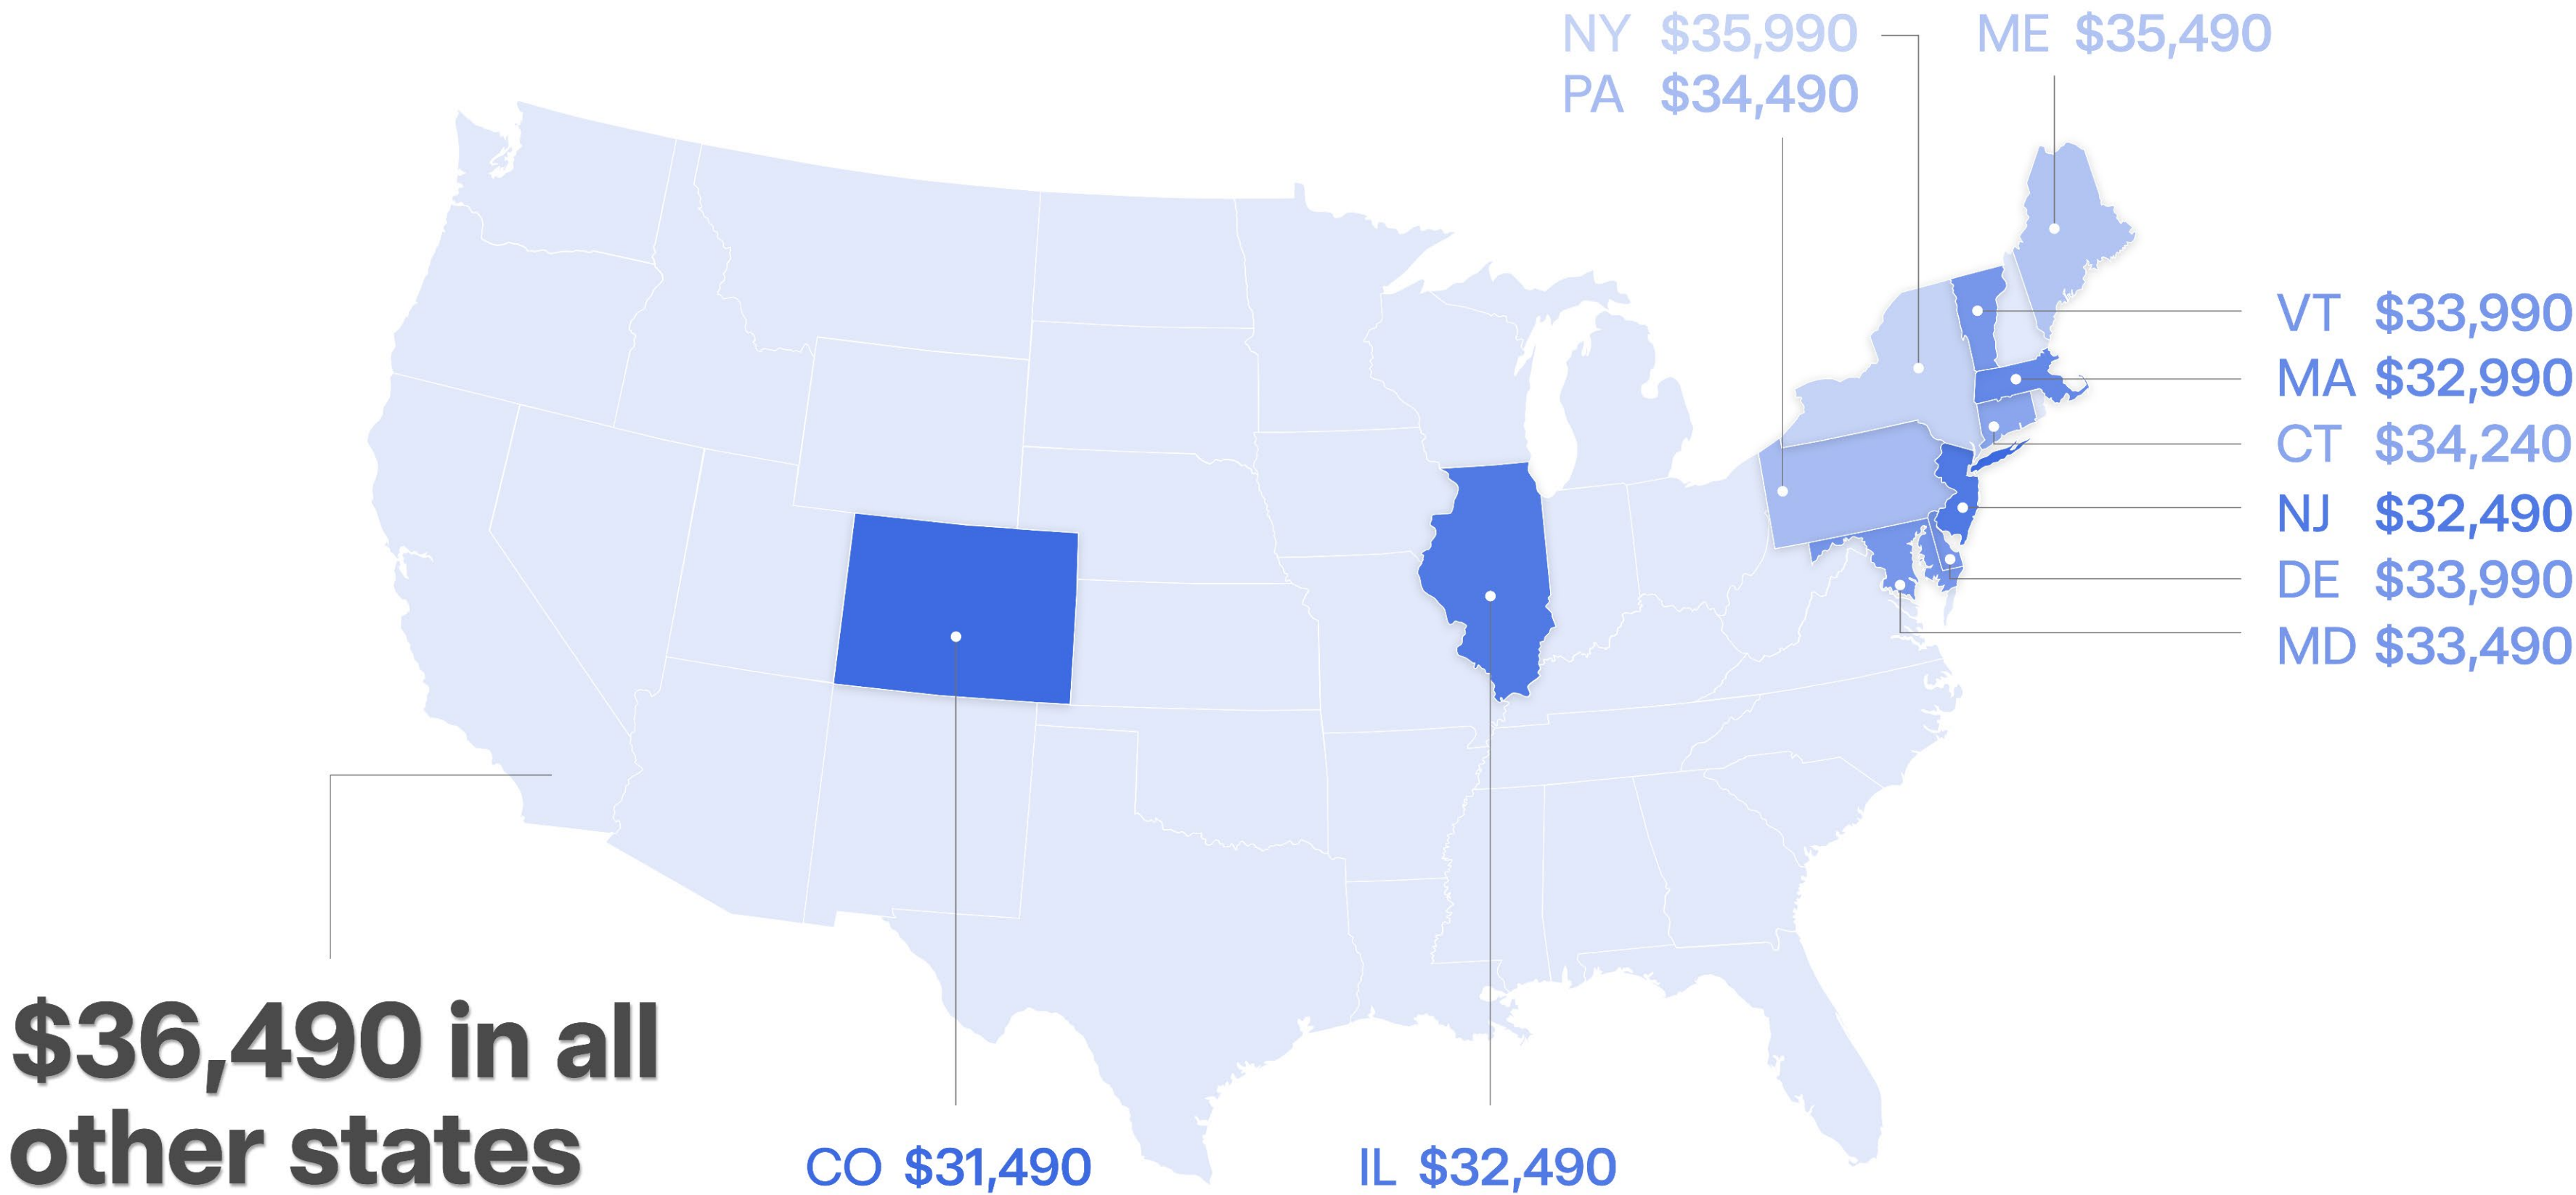 NY $35,990
PA $34,490
ME $35,490
VT $33,990
MA $32,990
CT $34,240
NJ $32,490
DE $33,990
MD $33,490
$36,490 in all
other states
CO $31,490
IL $32,490